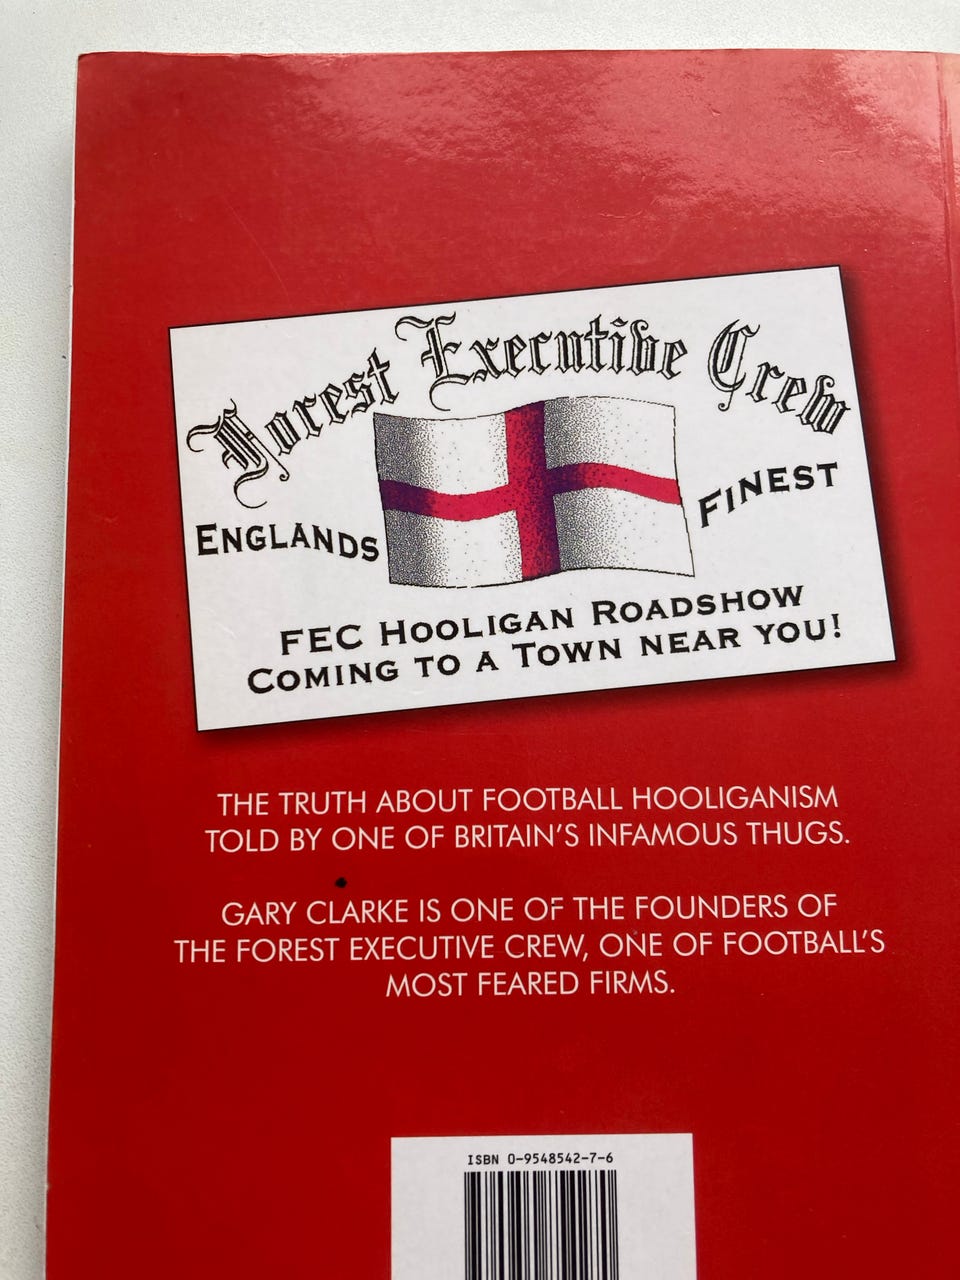 Forest Executive Crew
ENGLANDS FINEST
FEC HOOLIGAN ROADSHOW
COMING TO A TOWN NEAR YOU!
THE TRUTH ABOUT FOOTBALL HOOLIGANISM
TOLD BY ONE OF BRITAIN'S INFAMOUS THUGS.
GARY CLARKE IS ONE OF THE FOUNDERS OF
THE FOREST EXECUTIVE CREW, ONE OF FOOTBALL'S
MOST FEARED FIRMS.
ISBN 0-9548542-7-6